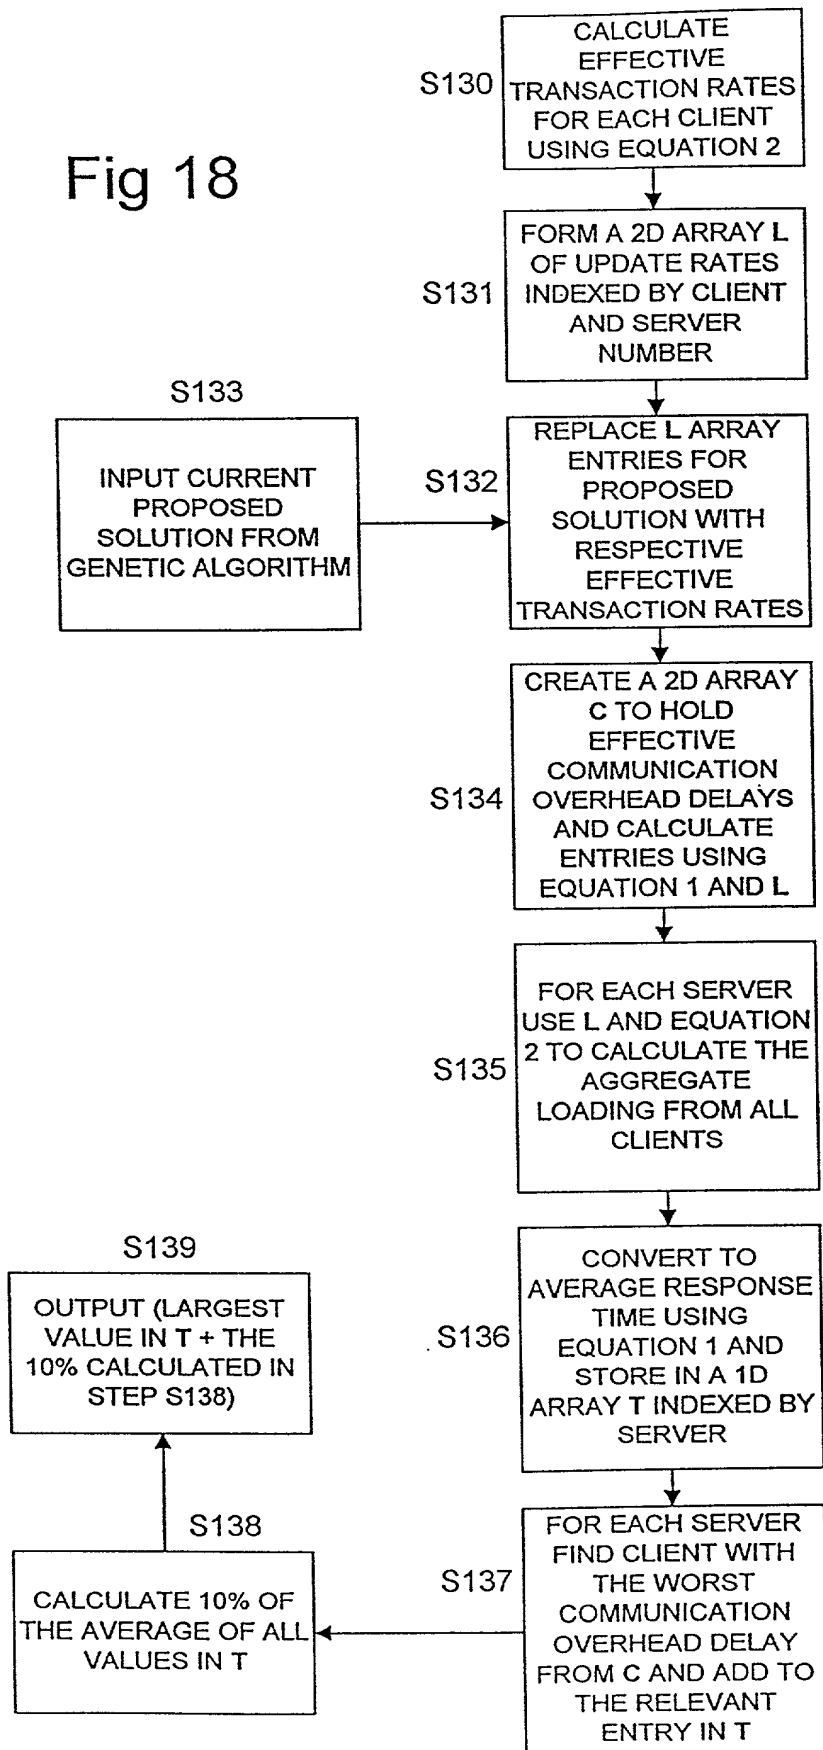 Fig 18
S130
CALCULATE
EFFECTIVE
TRANSACTION RATES
FOR EACH CLIENT
USING EQUATION 2
S131
FORM A 2D ARRAY L
OF UPDATE RATES
INDEXED BY CLIENT
AND SERVER
NUMBER
S133
INPUT CURRENT
PROPOSED
SOLUTION FROM
GENETIC ALGORITHM
S132
REPLACE L ARRAY
ENTRIES FOR
PROPOSED
SOLUTION WITH
RESPECTIVE
EFFECTIVE
TRANSACTION RATES
S134
CREATE A 2D ARRAY
C TO HOLD
EFFECTIVE
COMMUNICATION
OVERHEAD DELAYS
AND CALCULATE
ENTRIES USING
EQUATION 1 AND L
S135
FOR EACH SERVER
USE L AND EQUATION
2 TO CALCULATE THE
AGGREGATE
LOADING FROM ALL
CLIENTS
S136
CONVERT TO
AVERAGE RESPONSE
TIME USING
EQUATION 1 AND
STORE IN A 1D
ARRAY T INDEXED BY
SERVER
S137
FOR EACH SERVER
FIND CLIENT WITH
THE WORST
COMMUNICATION
OVERHEAD DELAY
FROM C AND ADD TO
THE RELEVANT
ENTRY IN T
S138
CALCULATE 10% OF
THE AVERAGE OF ALL
VALUES IN T
S139
OUTPUT (LARGEST
VALUE IN T + THE
10% CALCULATED IN
STEP S138)